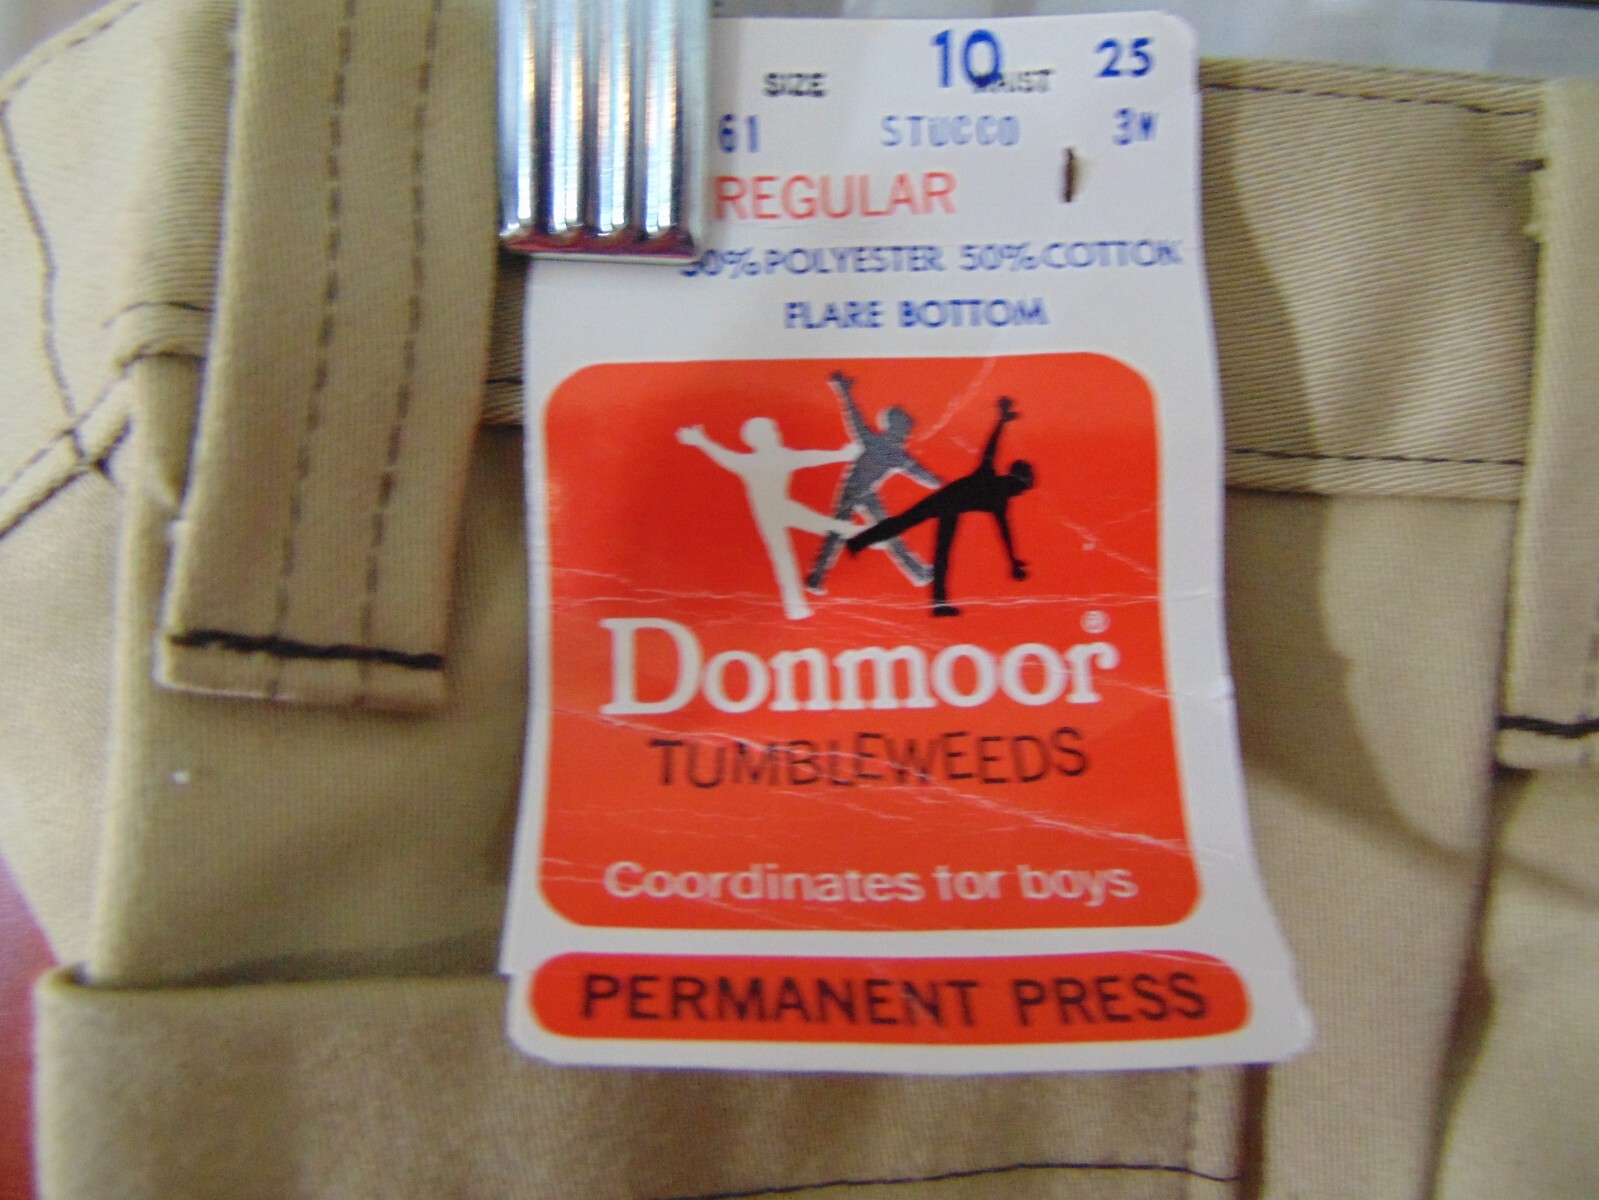 SIZE 10 WAIST 25
61 STUCCO 3W
REGULAR
50% POLYESTER 50% COTTON
FLARE BOTTOM
Donmoor®
TUMBLEWEEDS
Coordinates for boys
PERMANENT PRESS